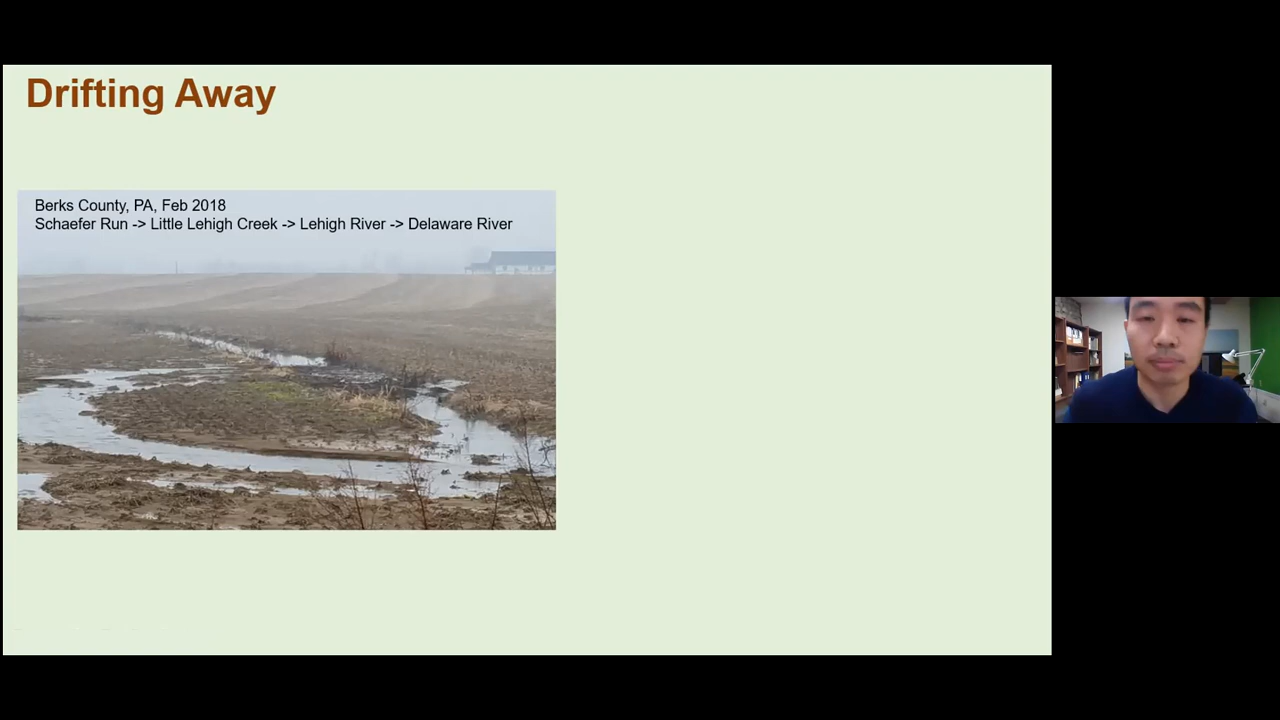 Drifting Away
Berks County, PA, Feb 2018
Schaefer Run -> Little Lehigh Creek -> Lehigh River -> Delaware River